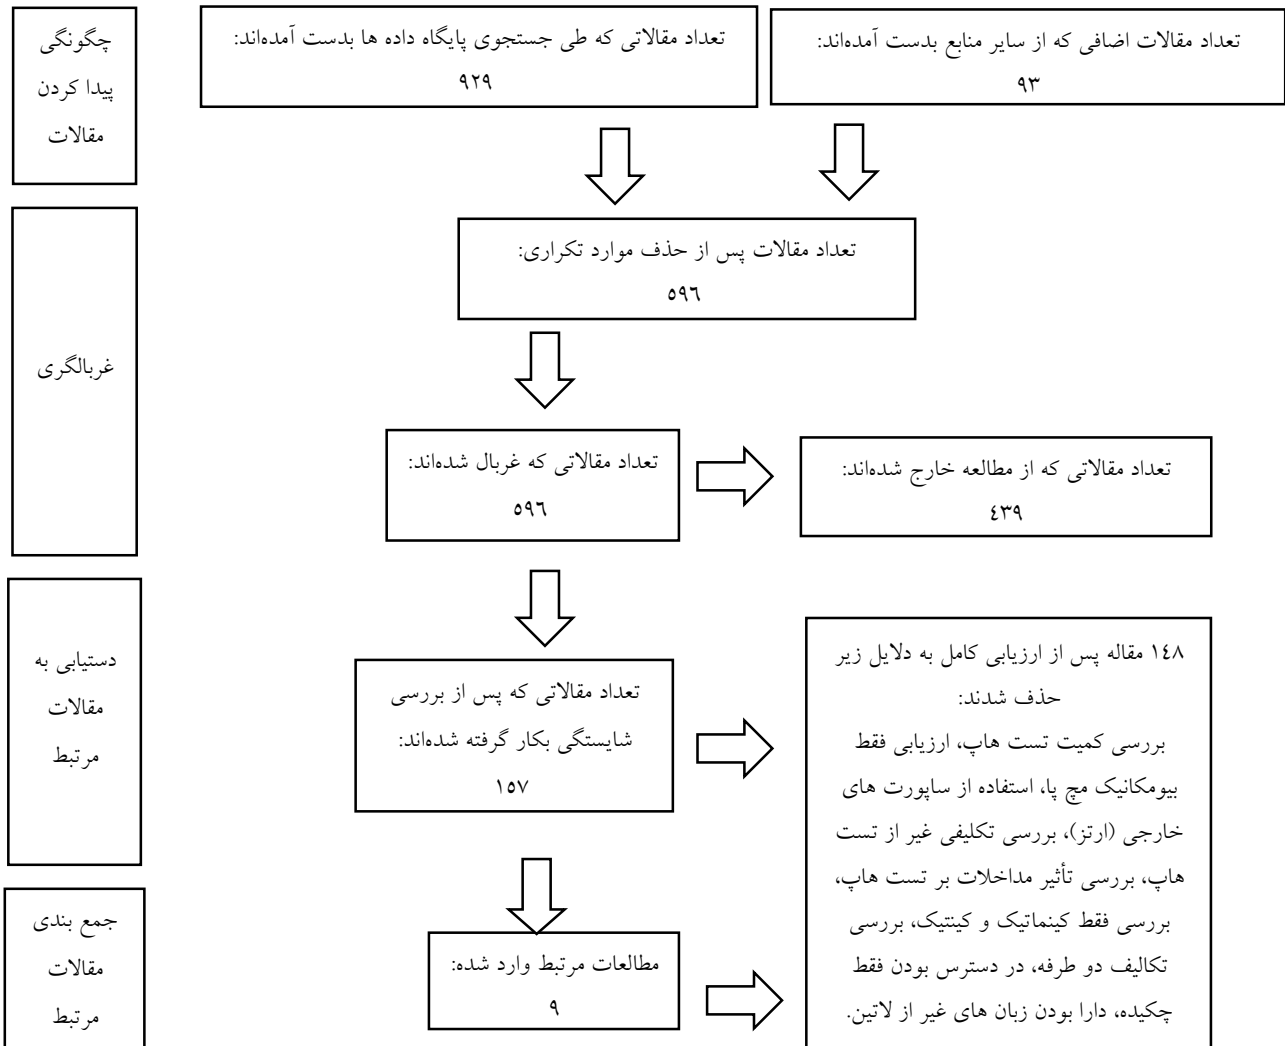 چگونگی
پیدا کردن
مقالات
تعداد مقالاتی که طی جستجوی پایگاه داده ها بدست آمده‌اند:
۹۲۹
تعداد مقالات اضافی که از سایر منابع بدست آمده‌اند:
۹۳
تعداد مقالات پس از حذف موارد تکراری:
٥۹٦
غربالگری
تعداد مقالاتی که غربال شده‌اند:
٥۹٦
تعداد مقالاتی که از مطالعه خارج شده‌اند:
٤۳۹
دستیابی به
مقالات
مرتبط
تعداد مقالاتی که پس از بررسی
شایستگی بکار گرفته شده‌اند:
۱٥۷
۱٤۸ مقاله پس از ارزیابی کامل به دلایل زیر
حذف شدند:
بررسی کمیت تست هاپ، ارزیابی فقط
بیومکانیک مچ پا، استفاده از ساپورت های
خارجی (ارتز)، بررسی تکلیفی غیر از تست
هاپ، بررسی تأثیر مداخلات بر تست هاپ،
بررسی فقط کینماتیک و کینتیک، بررسی
تکالیف دو طرفه، در دسترس بودن فقط
چکیده، دارا بودن زبان های غیر از لاتین.
جمع بندی
مقالات
مرتبط
مطالعات مرتبط وارد شده:
۹